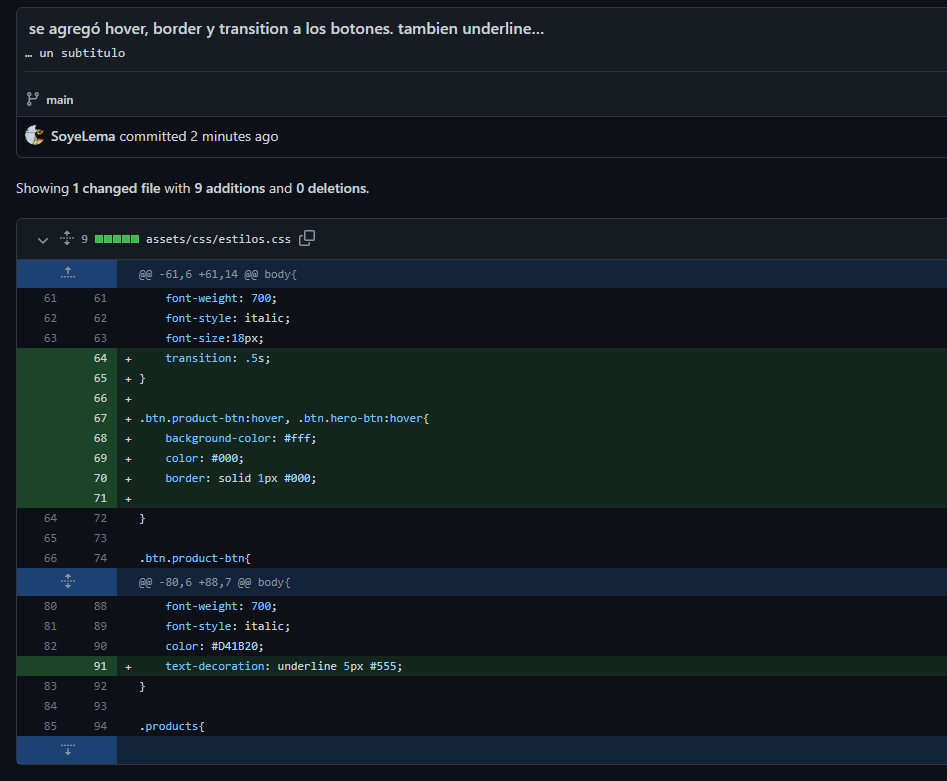 se agregó hover, border y transition a los botones. tambien underline...
… un subtitulo
main
SoyeLema committed 2 minutes ago
Showing 1 changed file with 9 additions and 0 deletions.
9 assets/css/estilos.css
@@ -61,6 +61,14 @@ body{
61 61 font-weight: 700;
62 62 font-style: italic;
63 63 font-size:18px;
64 + transition: .5s;
65 + }
66 +
67 + .btn.product-btn:hover, .btn.hero-btn:hover{
68 + background-color: #fff;
69 + color: #000;
70 + border: solid 1px #000;
71 +
64 72 }
65 73
66 74 .btn.product-btn{
@@ -80,6 +88,7 @@ body{
80 88 font-weight: 700;
81 89 font-style: italic;
82 90 color: #D41B20;
91 + text-decoration: underline 5px #555;
83 92 }
84 93
85 94 .products{